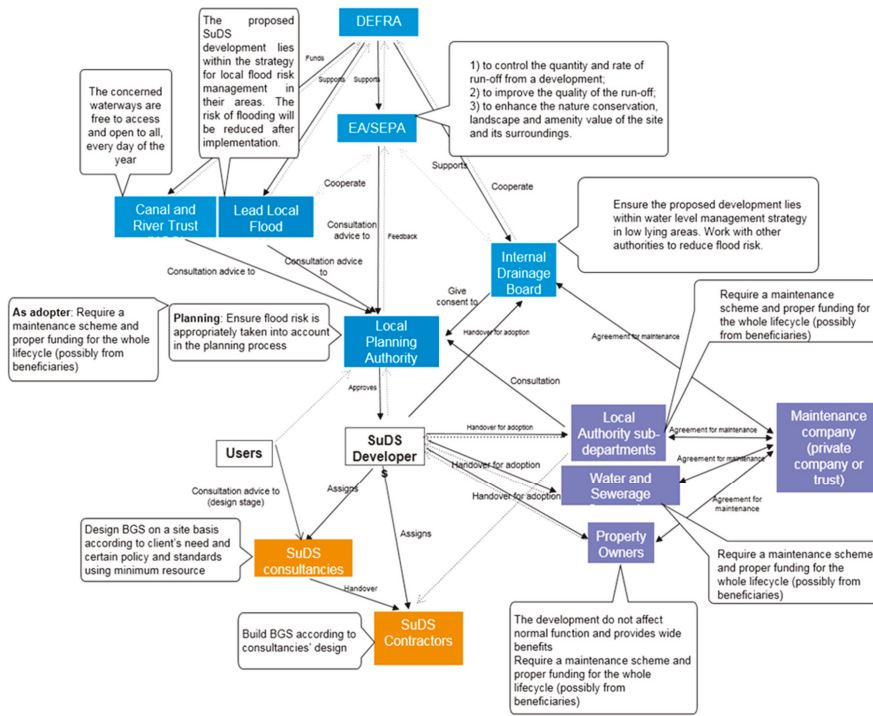 DEFRA
The proposed
SuDS
development lies
within the strategy
for local flood risk
management in
their areas. The
risk of flooding will
be reduced after
implementation.
Funds
Supports
Supports
1) to control the quantity and rate
of run-off from a development;
2) to improve the quality of the run-off;
3) to enhance the nature conservation,
landscape and amenity value of the site
and its surroundings.
The concerned
waterways are
free to access
and open to all,
every day of the
year
EA/SEPA
Supports
Cooperate
Cooperate
Canal and
River Trust
Lead Local
Flood
Consultation
advice to
Feedback
Ensure the proposed development lies
within water level management strategy
in low lying areas. Work with other
authorities to reduce flood risk.
Internal
Drainage
Board
Consultation advice to
Consultation advice
to
Give
consent to
As adopter: Require a
maintenance scheme and
proper funding for the whole
lifecycle (possibly from
beneficiaries)
Planning: Ensure flood risk is
appropriately taken into account
in the planning process
Local
Planning
Authority
Handover for adoption
Agreement for maintenance
Require a maintenance
scheme and proper funding for
the whole lifecycle (possibly
from beneficiaries)
Approves
Consultation
Users
SuDS
Developer
s
Handover for adoption
Handover for adoption
Handover for adoption
Local
Authority sub-
departments
Agreement for maintenance
Agreement for maintenance
Agreement for
maintenance
Maintenance
company
(private
company or
trust)
Water and
Sewerage
Consultation advice to
(design stage)
Assigns
Assigns
Property
Owners
Design BGS on a site basis
according to client's need and
certain policy and standards
using minimum resource
SuDS
consultancies
Handover
Require a maintenance scheme
and proper funding for the
whole lifecycle (possibly from
beneficiaries)
Build BGS according to
consultancies' design
SuDS
Contractors
The development do not affect
normal function and provides wide
benefits
Require a maintenance scheme and
proper funding for the whole
lifecycle (possibly from
beneficiaries)